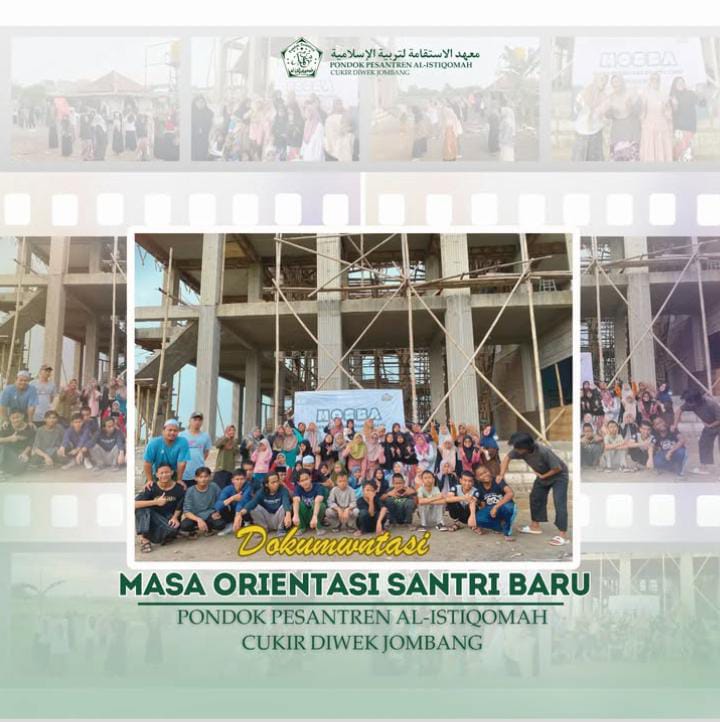 معهد الاستقامة لتربية الإسلامية
PONDOK PESANTREN AL-ISTIQOMAH
CUKIR DIWEK JOMBANG
MOSBA
Dokumwntasi
MASA ORIENTASI SANTRI BARU
PONDOK PESANTREN AL-ISTIQOMAH
CUKIR DIWEK JOMBANG